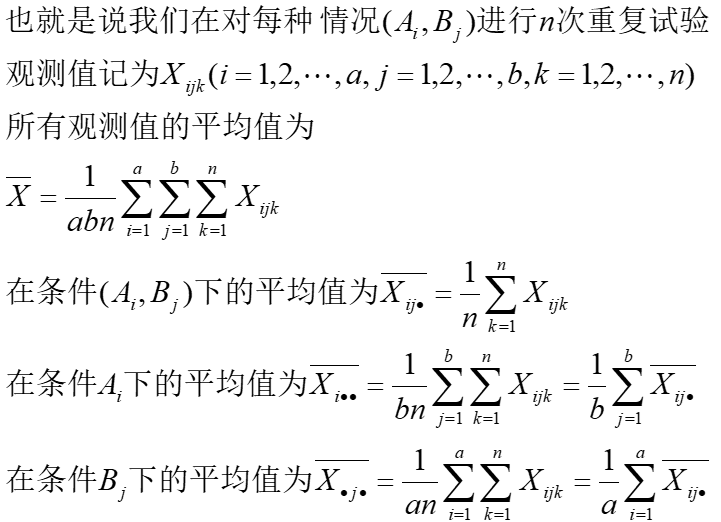 也就是说我们在对每种 情况(A_i, B_j)进行n次重复试验
观测值记为X_{ijk}(i = 1,2,⋯,a, j = 1,2,⋯,b, k = 1,2,⋯,n)
所有观测值的平均值为
\overline{X} = \frac{1}{abn} \sum_{i=1}^{a} \sum_{j=1}^{b} \sum_{k=1}^{n} X_{ijk}
在条件(A_i, B_j)下的平均值为\overline{X_{ij•}} = \frac{1}{n} \sum_{k=1}^{n} X_{ijk}
在条件A_i下的平均值为\overline{X_{i••}} = \frac{1}{bn} \sum_{j=1}^{b} \sum_{k=1}^{n} X_{ijk} = \frac{1}{b} \sum_{j=1}^{b} \overline{X_{ij•}}
在条件B_j下的平均值为\overline{X_{•j•}} = \frac{1}{an} \sum_{i=1}^{a} \sum_{k=1}^{n} X_{ijk} = \frac{1}{a} \sum_{i=1}^{a} \overline{X_{ij•}}